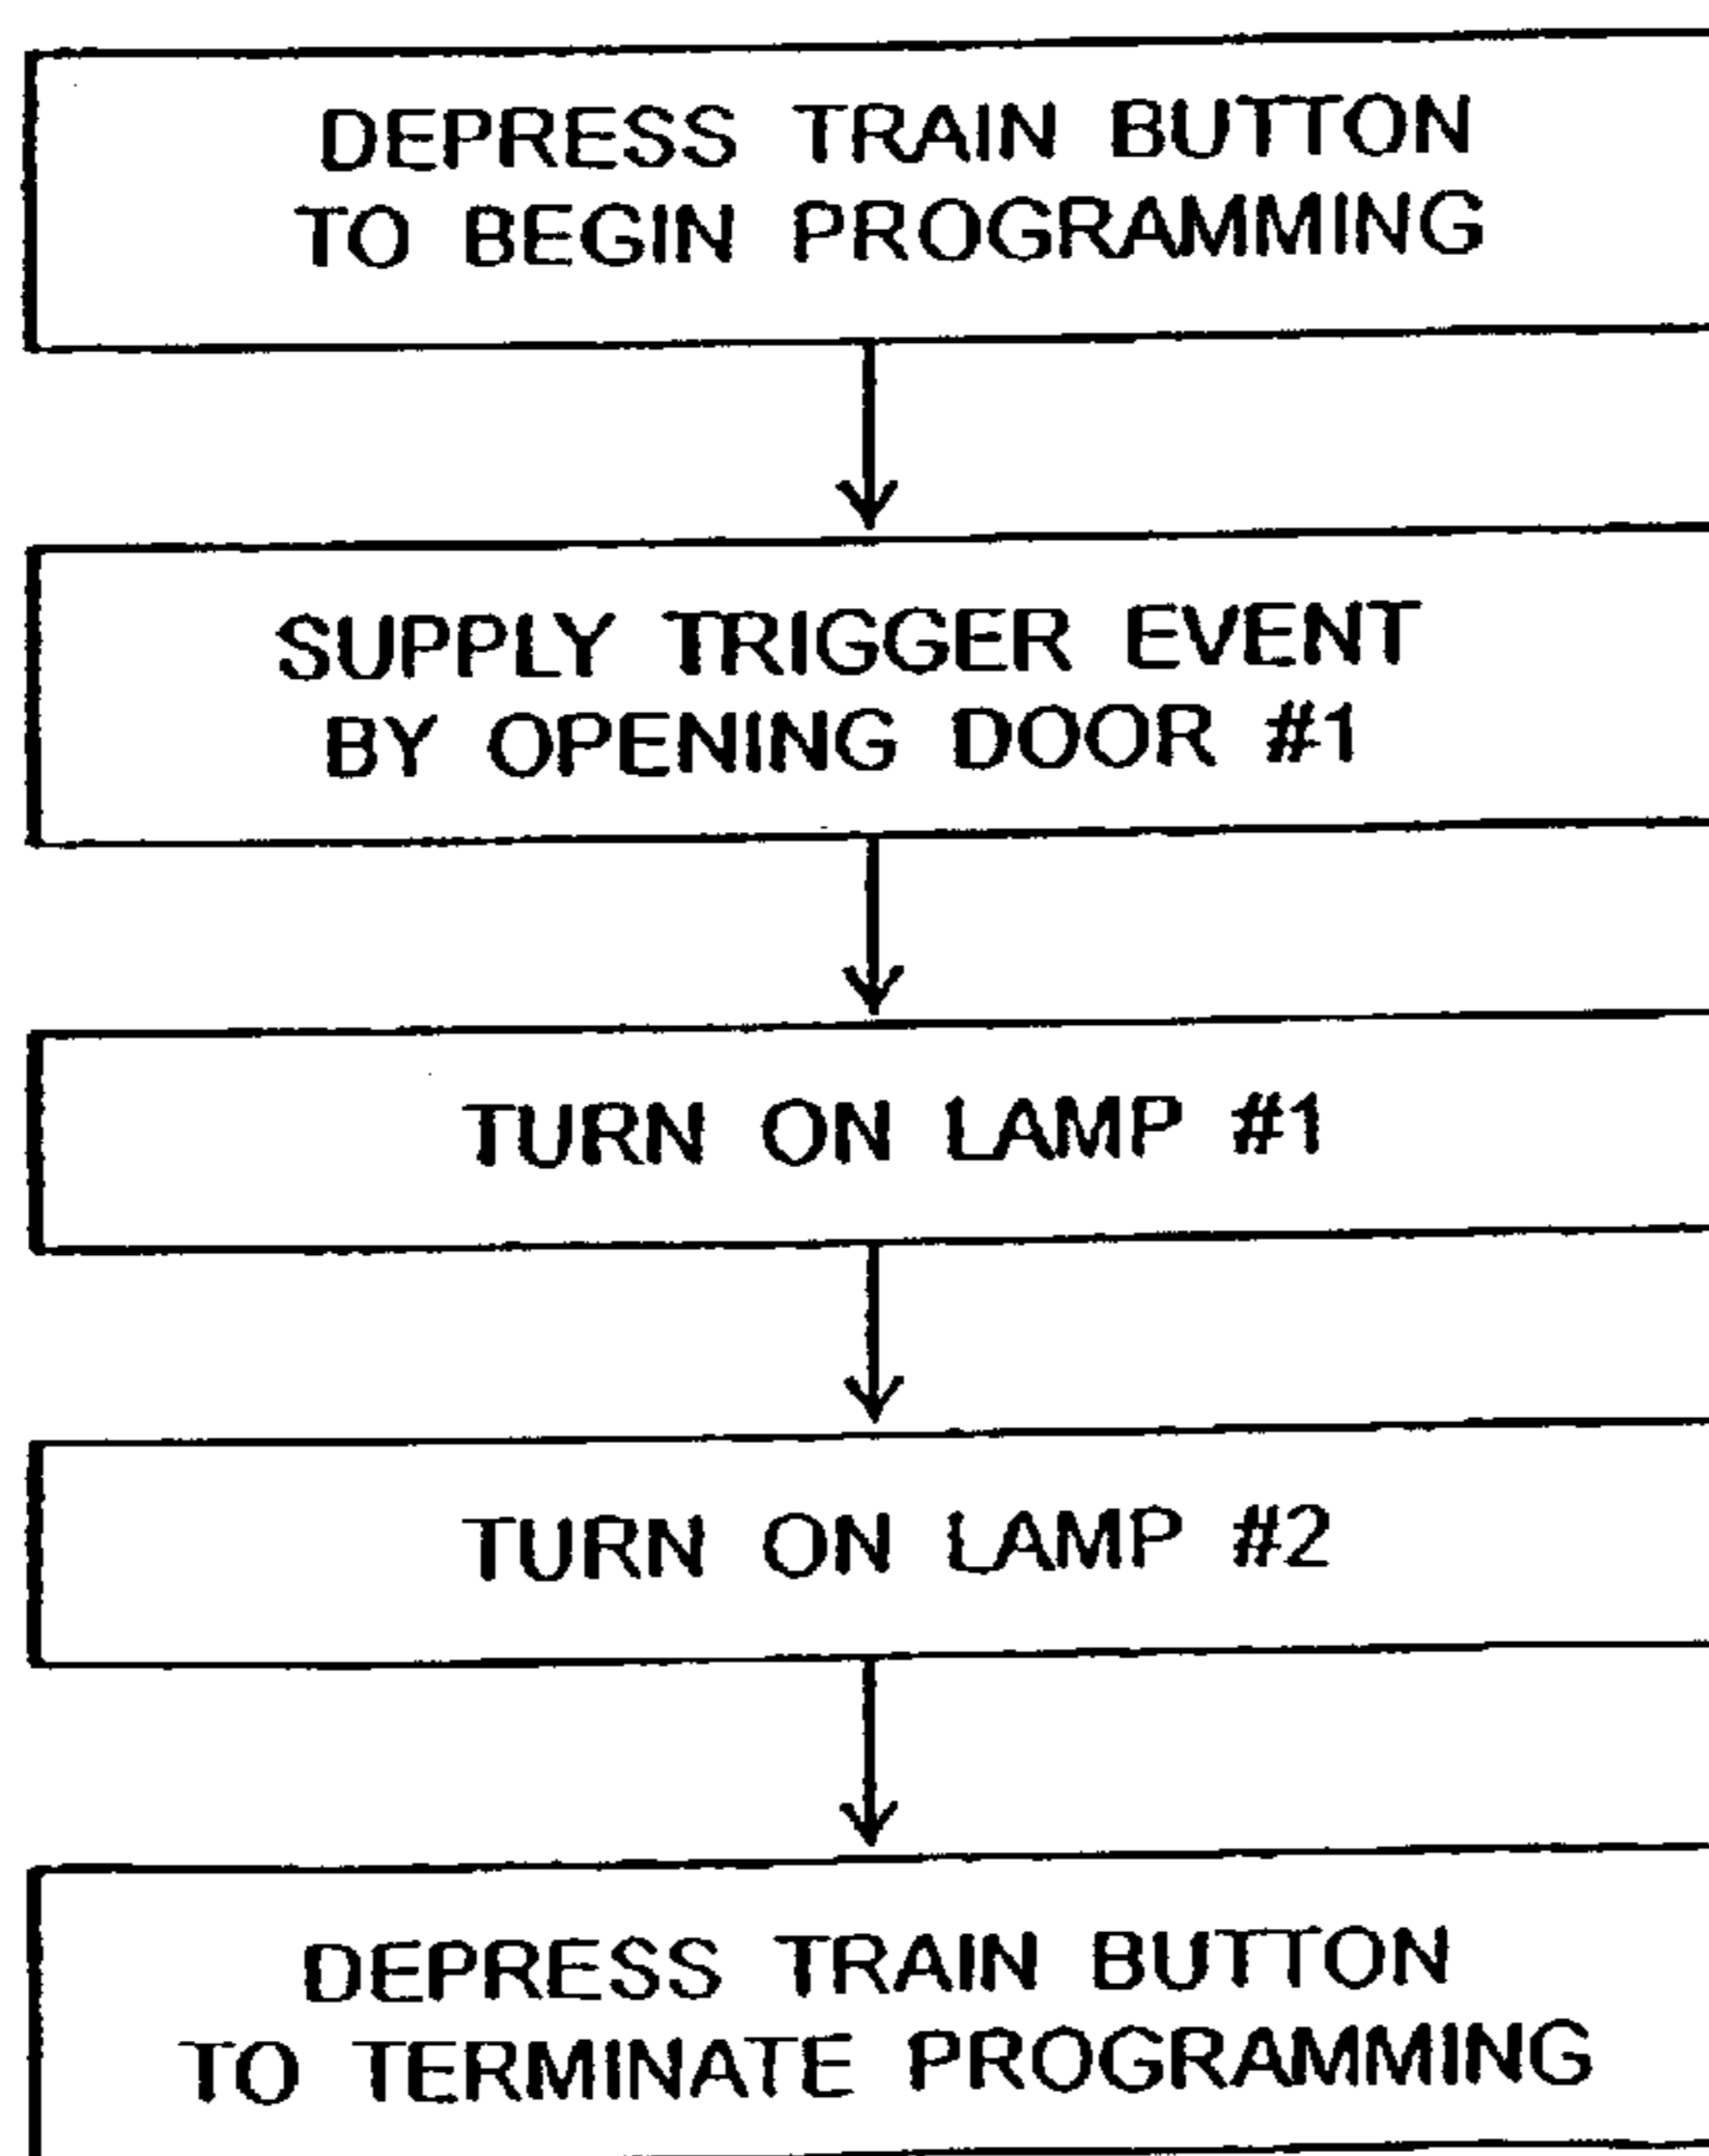 DEPRESS TRAIN BUTTON
TO BEGIN PROGRAMMING
SUPPLY TRIGGER EVENT
BY OPENING DOOR #1
TURN ON LAMP #1
TURN ON LAMP #2
DEPRESS TRAIN BUTTON
TO TERMINATE PROGRAMMING